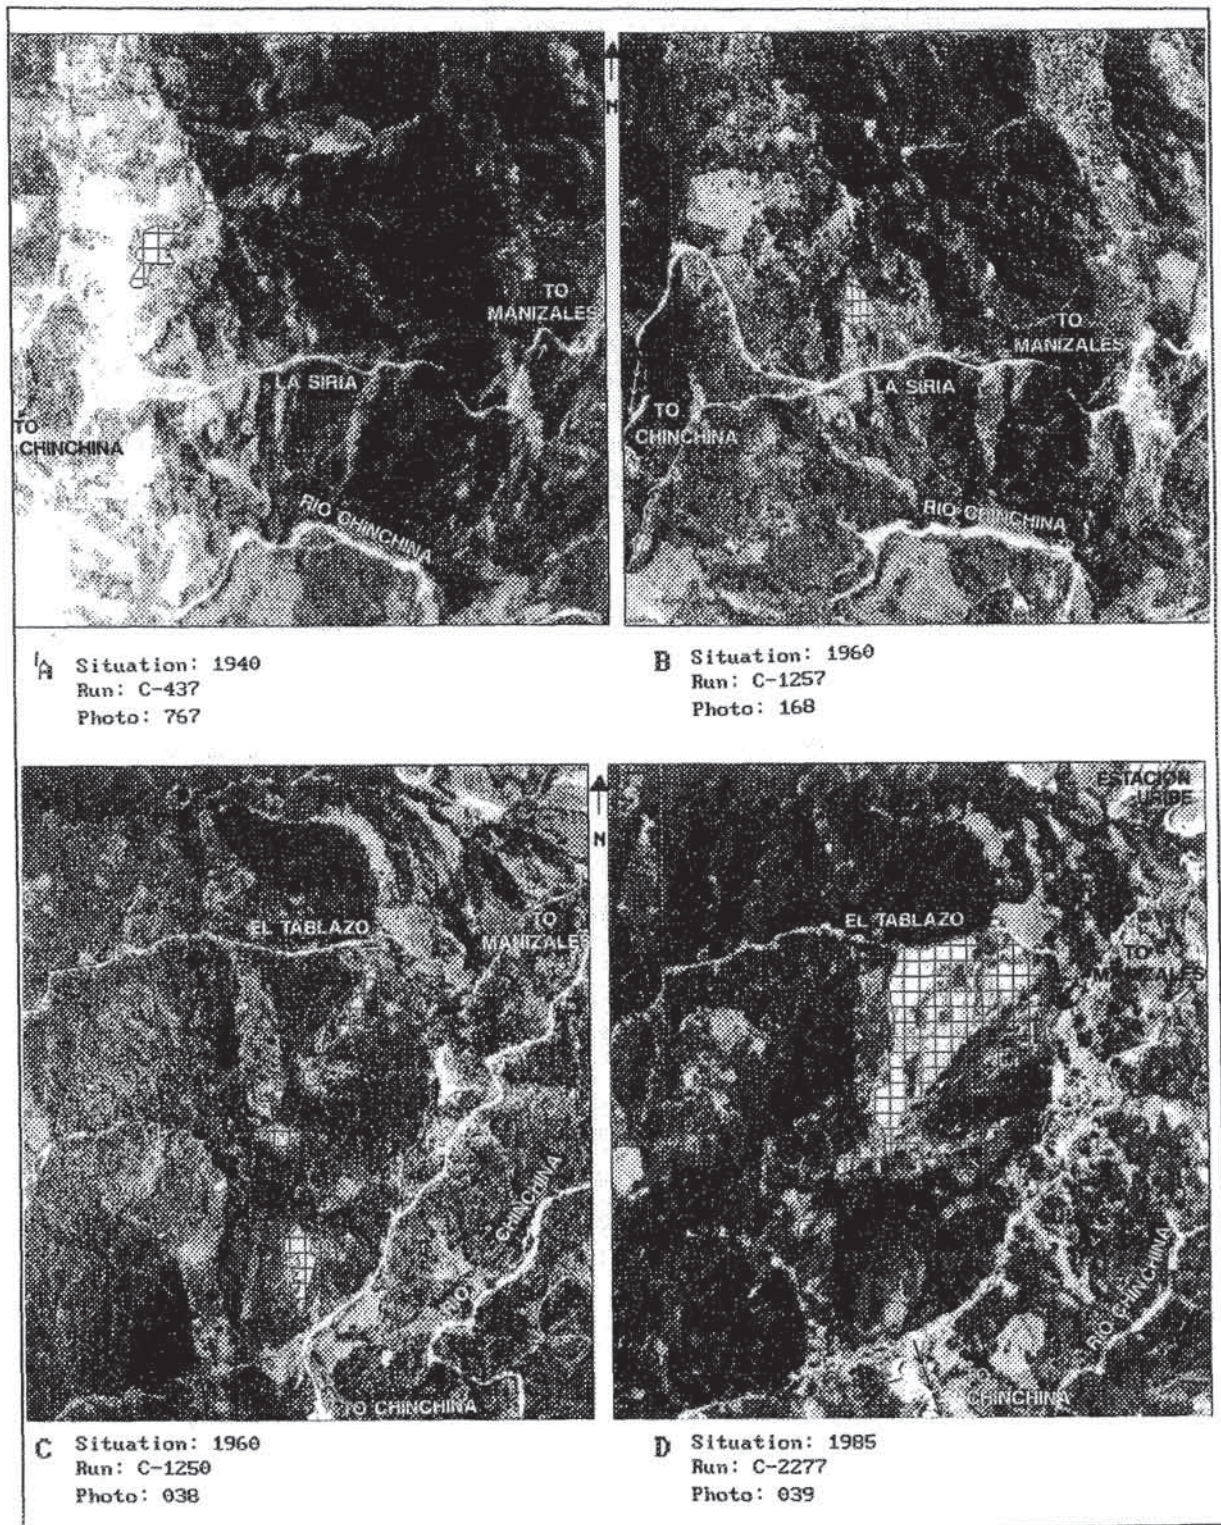 N
TO
MANIZALES
LA SIRIA
TO
CHINCHINA
RIO CHINCHINA
TO
MANIZALES
LA SIRIA
TO
CHINCHINA
RIO CHINCHINA
A Situation: 1940
Run: C-437
Photo: 767
B Situation: 1960
Run: C-1257
Photo: 168
N
EL TABLAZO
TO
MANIZALES
RIO CHINCHINA
TO CHINCHINA
ESTACION
URIBE
EL TABLAZO
TO
MANIZALES
RIO CHINCHINA
TO
CHINCHINA
C Situation: 1960
Run: C-1250
Photo: 038
D Situation: 1985
Run: C-2277
Photo: 039